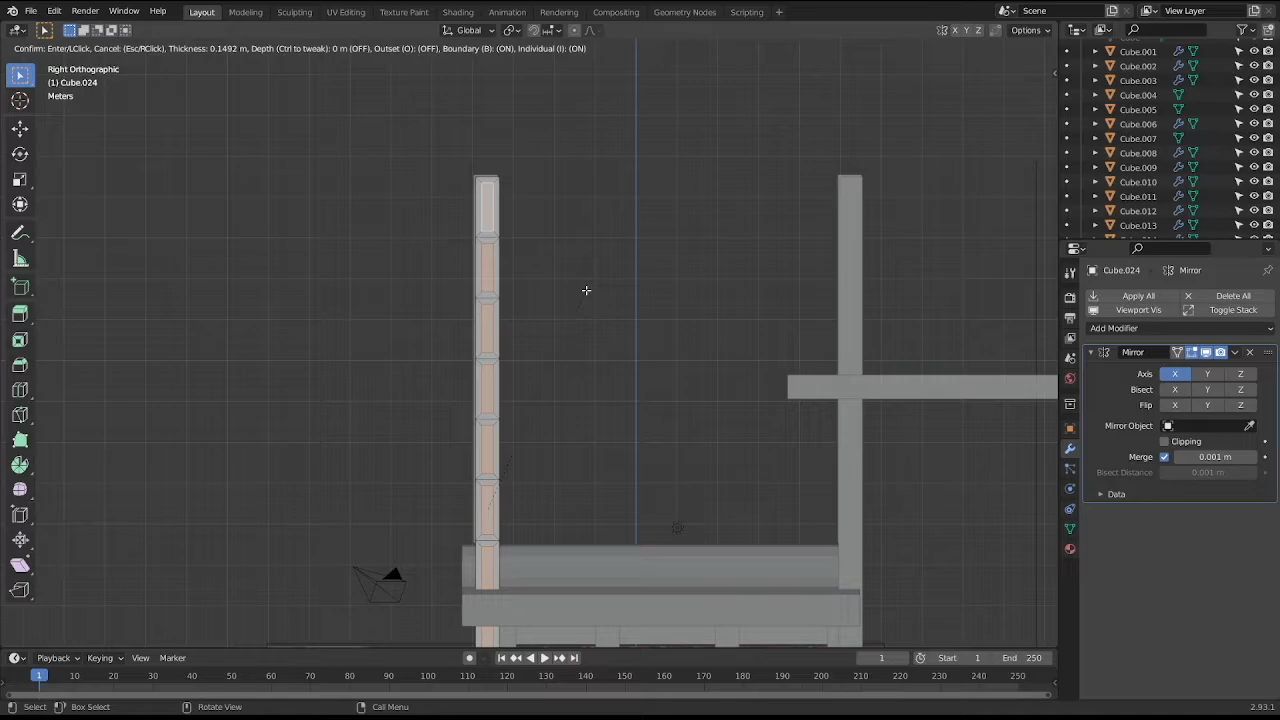 File Edit Render Window Help Layout Modeling Sculpting UV Editing Texture Paint Shading Animation Rendering Compositing Geometry Nodes Scripting + Scene View Layer
Global X Y Z Options
Confirm: Enter/LClick, Cancel: (Esc/RClick), Thickness: 0.1492 m, Depth (Ctrl to tweak): 0 m (OFF), Outset (O): (OFF), Boundary (B): (ON), Individual (I): (ON)
Right Orthographic
(1) Cube.024
Meters
Cube.001
Cube.002
Cube.003
Cube.004
Cube.005
Cube.006
Cube.007
Cube.008
Cube.009
Cube.010
Cube.011
Cube.012
Cube.013
Cube.024 Mirror
Apply All Delete All
Viewport Vis Toggle Stack
Add Modifier
Mirror
Axis X Y Z
Bisect X Y Z
Flip X Y Z
Mirror Object
Clipping
Merge 0.001 m
Bisect Distance 0.001 m
Data
Playback Keying View Marker 1 Start 1 End 250
1 10 20 30 40 50 60 70 80 90 100 110 120 130 140 150 160 170 180 190 200 210 220 230 240 250
Select Box Select Rotate View Call Menu 2.93.1